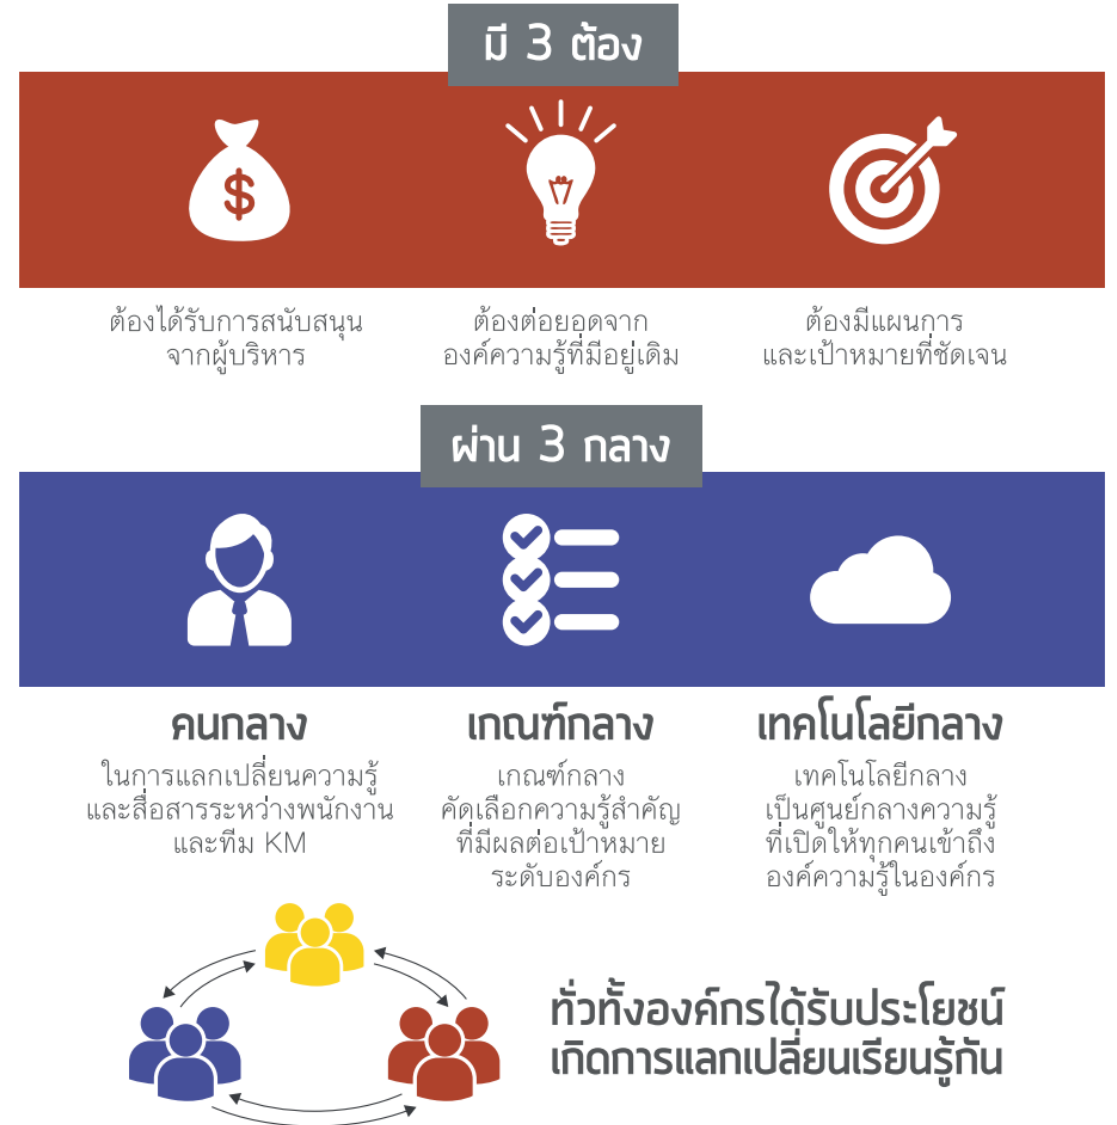 มี 3 ต้อง
$
ต้องได้รับการสนับสนุน
จากผู้บริหาร
ต้องต่อยอดจาก
องค์ความรู้ที่มีอยู่เดิม
ต้องมีแผนการ
และเป้าหมายที่ชัดเจน
ผ่าน 3 กลาง
คนกลาง
ในการแลกเปลี่ยนความรู้
และสื่อสารระหว่างพนักงาน
และทีม KM
เกณฑ์กลาง
เกณฑ์กลาง
คัดเลือกความรู้สำคัญ
ที่มีผลต่อเป้าหมาย
ระดับองค์กร
เทคโนโลยีกลาง
เทคโนโลยีกลาง
เป็นศูนย์กลางความรู้
ที่เปิดให้ทุกคนเข้าถึง
องค์ความรู้ในองค์กร
ทั่วทั้งองค์กรได้รับประโยชน์
เกิดการแลกเปลี่ยนเรียนรู้กัน